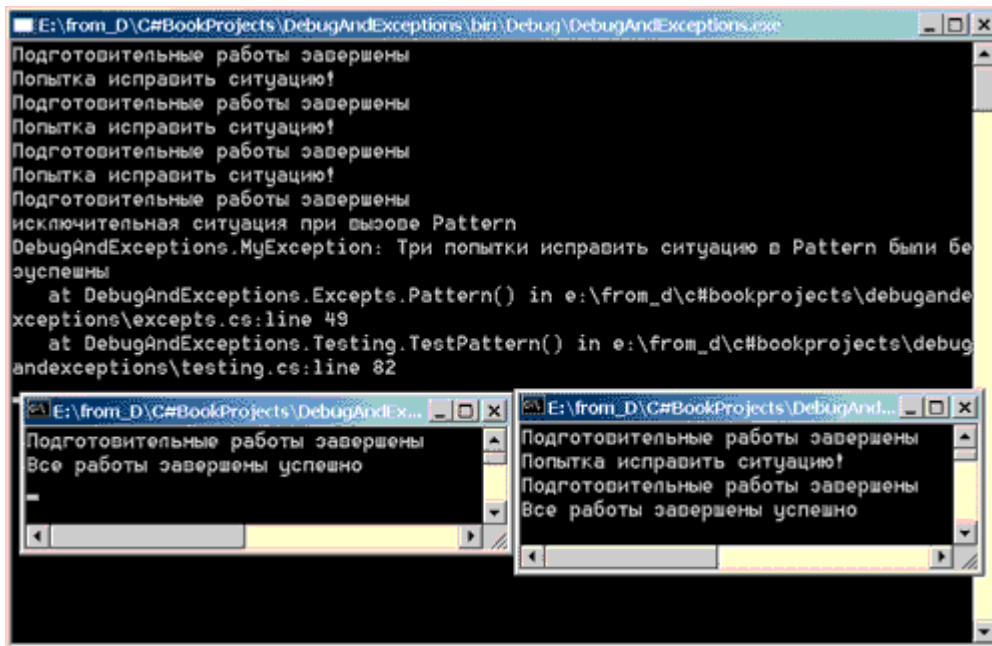 E:\from_D\C#BookProjects\DebugAndExceptions\bin\Debug\DebugAndExceptions.exe
Подготовительные работы завершены
Попытка исправить ситуацию!
Подготовительные работы завершены
Попытка исправить ситуацию!
Подготовительные работы завершены
Попытка исправить ситуацию!
Подготовительные работы завершены
исключительная ситуация при вызове Pattern
DebugAndExceptions.MyException: Три попытки исправить ситуацию в Pattern были бе
зуспешны
   at DebugAndExceptions.Excepts.Pattern() in e:\from_d\c#bookprojects\debugande
xceptions\excepts.cs:line 49
   at DebugAndExceptions.Testing.TestPattern() in e:\from_d\c#bookprojects\debug
andexceptions\testing.cs:line 82
E:\from_D\C#BookProjects\DebugAndEx...
Подготовительные работы завершены
Все работы завершены успешно
E:\from_D\C#BookProjects\DebugAnd...
Подготовительные работы завершены
Попытка исправить ситуацию!
Подготовительные работы завершены
Все работы завершены успешно